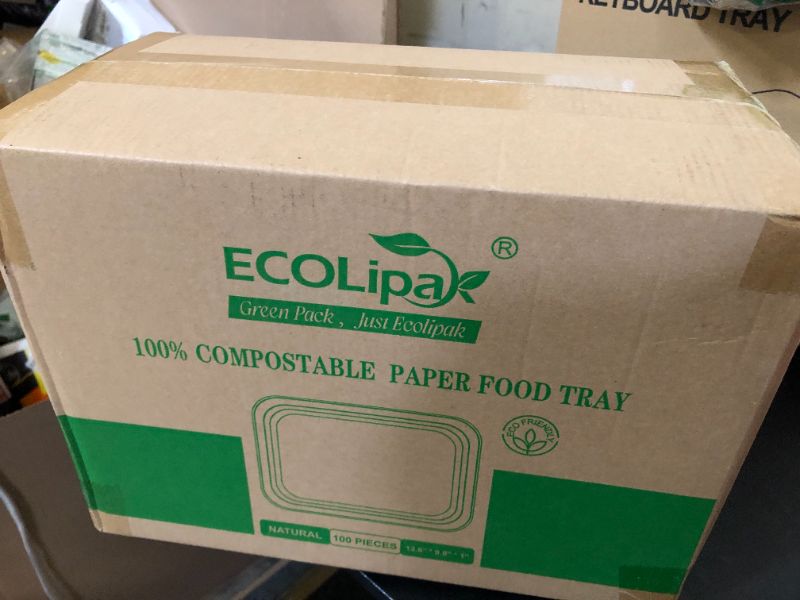 KEYBOARD TRAY
ECOLipak ®
Green Pack , Just Ecolipak
100% COMPOSTABLE PAPER FOOD TRAY
ECO FRIENDLY
NATURAL 100 PIECES